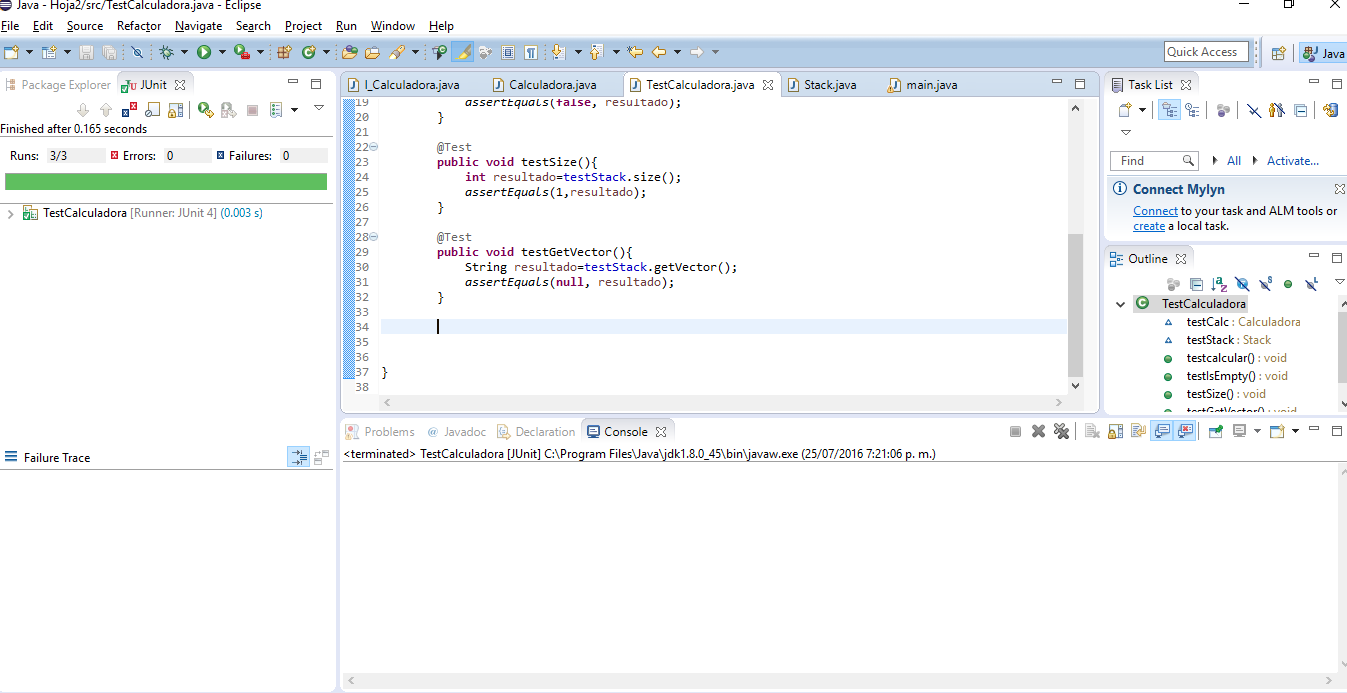 Java - Hoja2/src/TestCalculadora.java - Eclipse
File Edit Source Refactor Navigate Search Project Run Window Help
Quick Access
Java
Package Explorer JUnit
Finished after 0.165 seconds
Runs: 3/3 Errors: 0 Failures: 0
TestCalculadora [Runner: JUnit 4] (0.003 s)
Failure Trace
I_Calculadora.java Calculadora.java TestCalculadora.java Stack.java main.java
19 assertEquals(false, resultado);
20 }
21
22 @Test
23 public void testSize(){
24 int resultado=testStack.size();
25 assertEquals(1,resultado);
26 }
27
28 @Test
29 public void testGetVector(){
30 String resultado=testStack.getVector();
31 assertEquals(null, resultado);
32 }
33
34
35
36
37 }
38
Task List
Find All Activate...
Connect Mylyn
Connect to your task and ALM tools or
create a local task.
Outline
TestCalculadora
testCalc : Calculadora
testStack : Stack
testcalcular() : void
testIsEmpty() : void
testSize() : void
testGetVector() : void
Problems @ Javadoc Declaration Console
<terminated> TestCalculadora [JUnit] C:\Program Files\Java\jdk1.8.0_45\bin\javaw.exe (25/07/2016 7:21:06 p. m.)